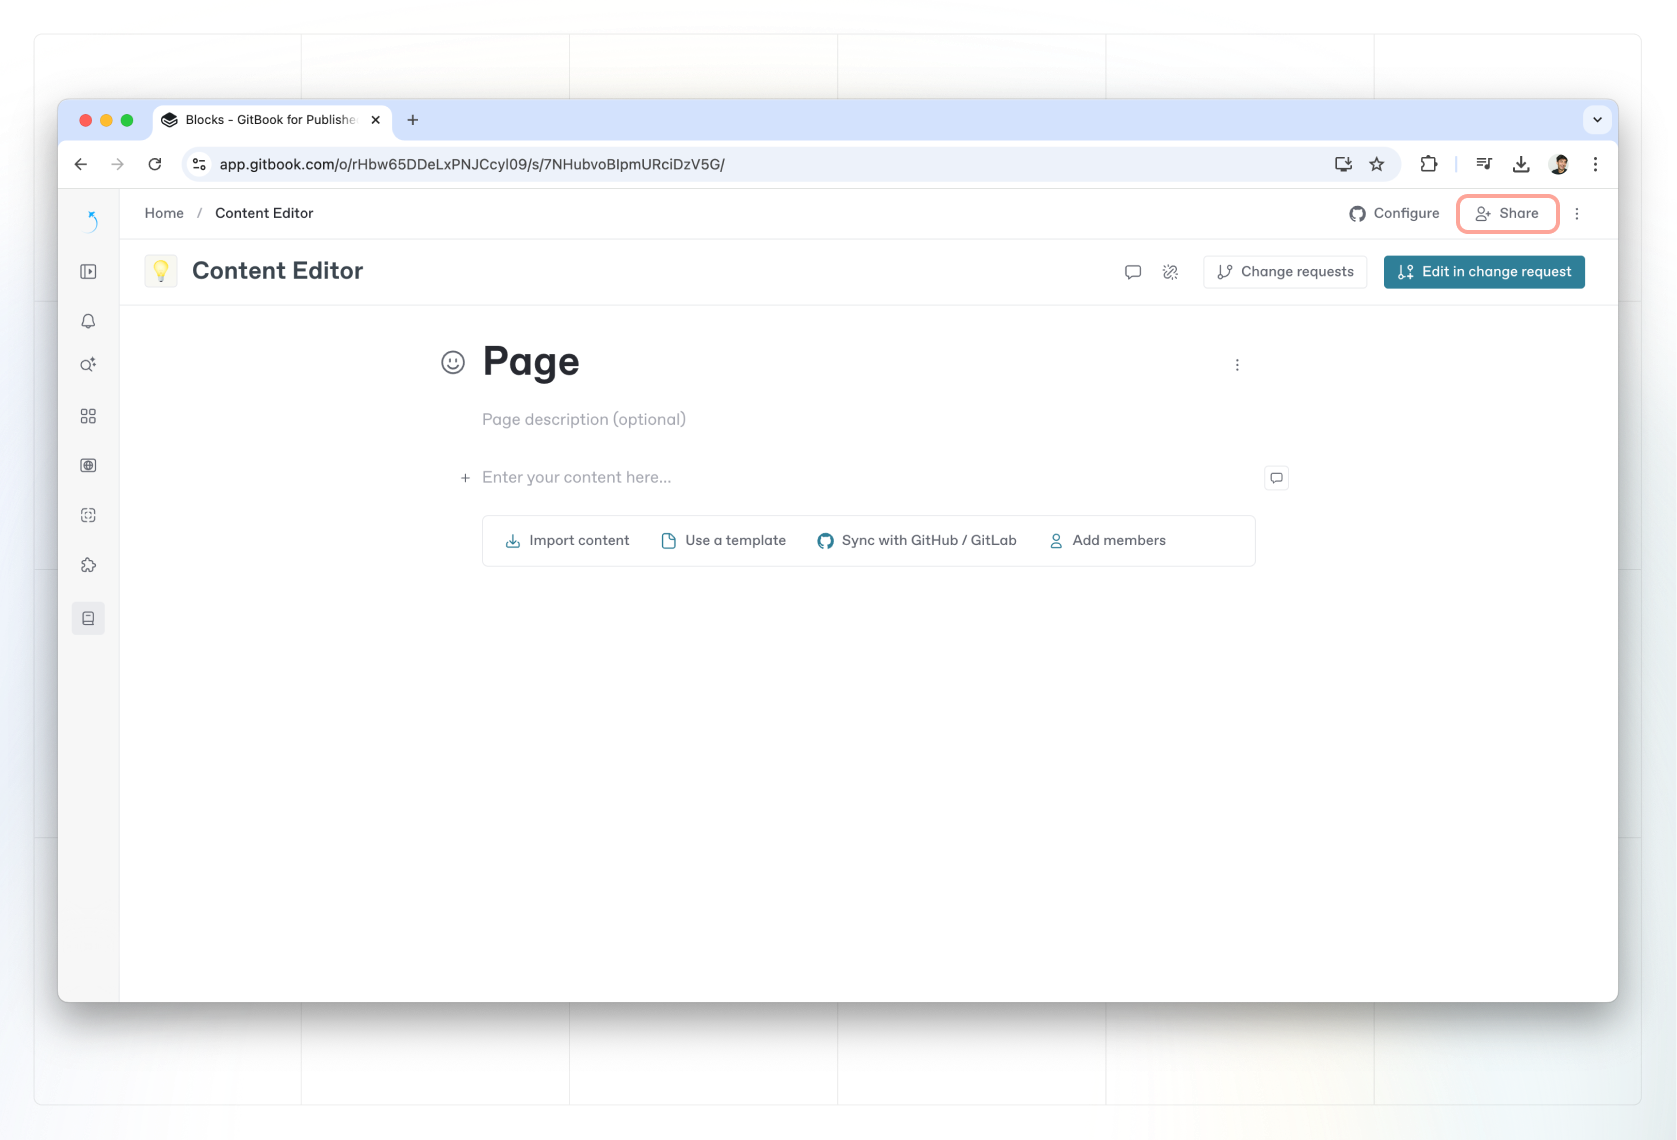 Blocks - GitBook for Publishe
app.gitbook.com/o/rHbw65DDeLxPNJCcyl09/s/7NHubvoBIpmURciDzV5G/
Home / Content Editor
Configure
Share
Content Editor
Change requests
Edit in change request
Page
Page description (optional)
Enter your content here...
Import content
Use a template
Sync with GitHub / GitLab
Add members